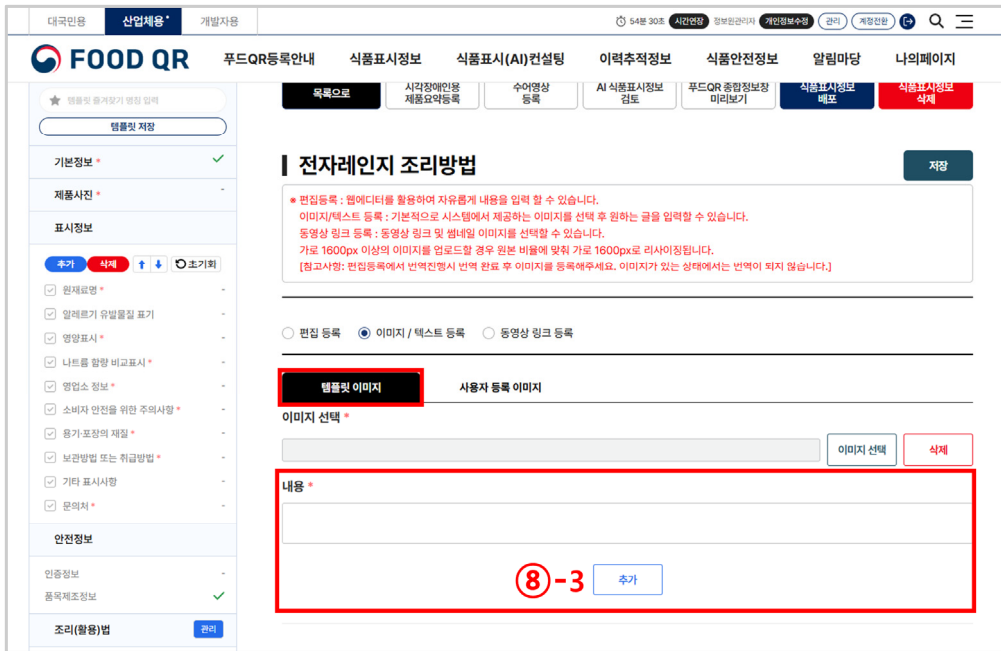 대국민용 산업체용 개발자용
54분 30초 시간연장 정보원관리자 개인정보수정 관리 계정전환
FOOD QR 푸드QR등록안내 식품표시정보 식품표시(AI)컨설팅 이력추적정보 식품안전정보 알림마당 나의페이지
템플릿 즐겨찾기 명칭 입력
템플릿 저장
목록으로
시각장애인용
제품요약등록
수어영상
등록
AI 식품표시정보
검토
푸드QR 종합정보창
미리보기
식품표시정보
배포
식품표시정보
삭제
기본정보 *
제품사진 * -
표시정보
추가 삭제 초기화
원재료명 * -
알레르기 유발물질 표기 -
영양표시 * -
나트륨 함량 비교표시 * -
영업소 정보 * -
소비자 안전을 위한 주의사항 * -
용기·포장의 재질 * -
보관방법 또는 취급방법 * -
기타 표시사항 -
문의처 * -
안전정보
인증정보 -
품목제조정보
조리(활용)법 관리
전자레인지 조리방법 저장
※ 편집등록 : 웹에디터를 활용하여 자유롭게 내용을 입력 할 수 있습니다.
이미지/텍스트 등록 : 기본적으로 시스템에서 제공하는 이미지를 선택 후 원하는 글을 입력할 수 있습니다.
동영상 링크 등록 : 동영상 링크 및 썸네일 이미지를 선택할 수 있습니다.
가로 1600px 이상의 이미지를 업로드할 경우 원본 비율에 맞춰 가로 1600px로 리사이징됩니다.
[참고사항: 편집등록에서 번역진행시 번역 완료 후 이미지를 등록해주세요. 이미지가 있는 상태에서는 번역이 되지 않습니다.]
편집 등록 이미지 / 텍스트 등록 동영상 링크 등록
템플릿 이미지 사용자 등록 이미지
이미지 선택 *
이미지 선택 삭제
내용 *
⑧-3 추가